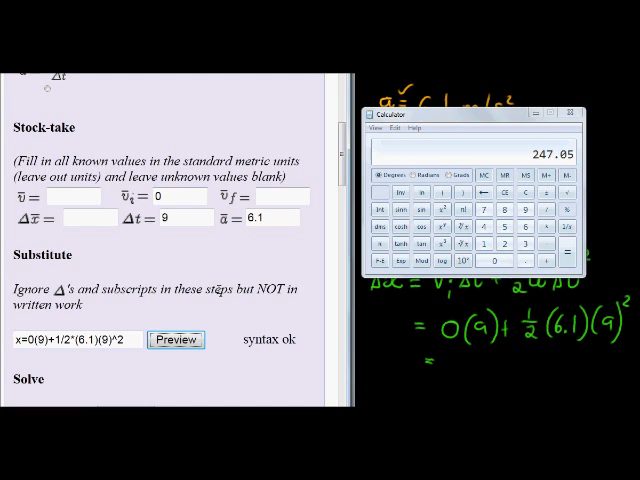 Δt
Stock-take
(Fill in all known values in the standard metric units
(leave out units) and leave unknown values blank)
v̅ = v̅i = 0 v̅f =
Δx̅ = Δt = 9 a̅ = 6.1
Substitute
Ignore Δ's and subscripts in these steps but NOT in
written work
x=0(9)+1/2*(6.1)(9)^2 Preview syntax ok
Solve
Calculator
View Edit Help
247.05
Degrees Radians Grads MC MR MS M+ M-
Inv ln ( ) ← CE C ± √
Int sinh sin x² n! 7 8 9 / %
dms cosh cos xʸ ʸ√x 4 5 6 * 1/x
π tanh tan x³ ³√x 1 2 3 - =
F-E Exp Mod log 10ˣ 0 . +
= 0(9)+ 1/2 (6.1)(9)²
=